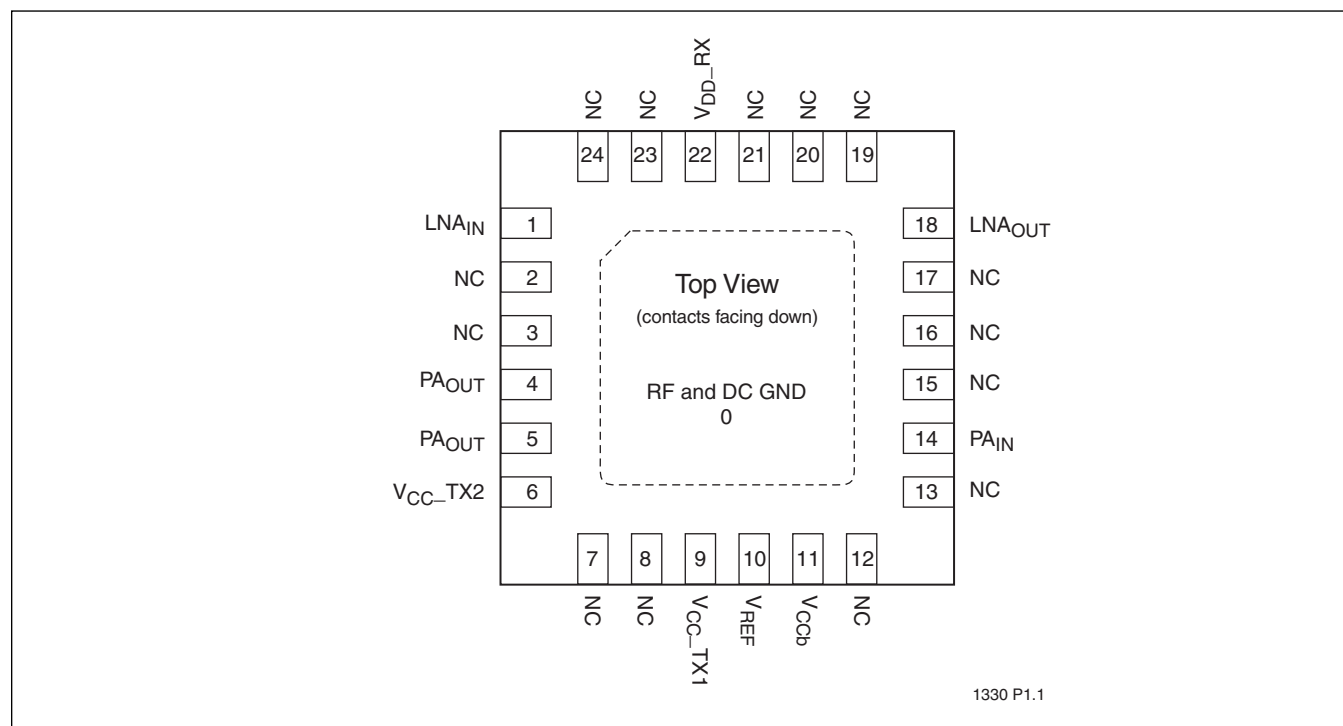 NC NC VDD_RX NC NC NC
24 23 22 21 20 19
LNAIN 1 18 LNAOUT
NC 2 17 NC
Top View
(contacts facing down)
NC 3 16 NC
PAOUT 4 15 NC
RF and DC GND
0
PAOUT 5 14 PAIN
VCC_TX2 6 13 NC
7 8 9 10 11 12
NC NC VCC_TX1 VREF VCCb NC
1330 P1.1